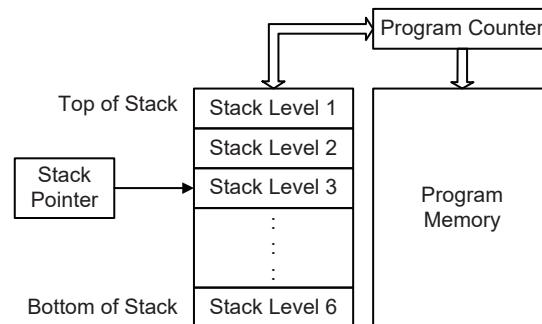 Program Counter
Top of Stack
Stack Level 1
Stack Level 2
Stack
Pointer
Stack Level 3
Program
Memory
Bottom of Stack
Stack Level 6